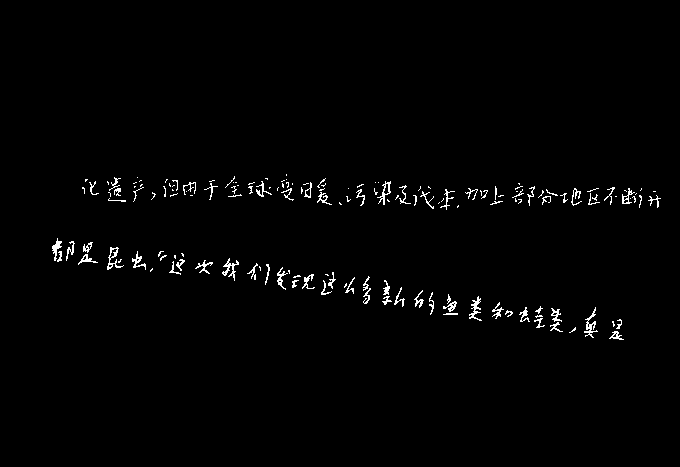 化遗产,但由于全球变暖、污染及伐木,加上部分地区不断开
都是昆虫。“这次我们发现这么多新的鱼类和蛙类,真是